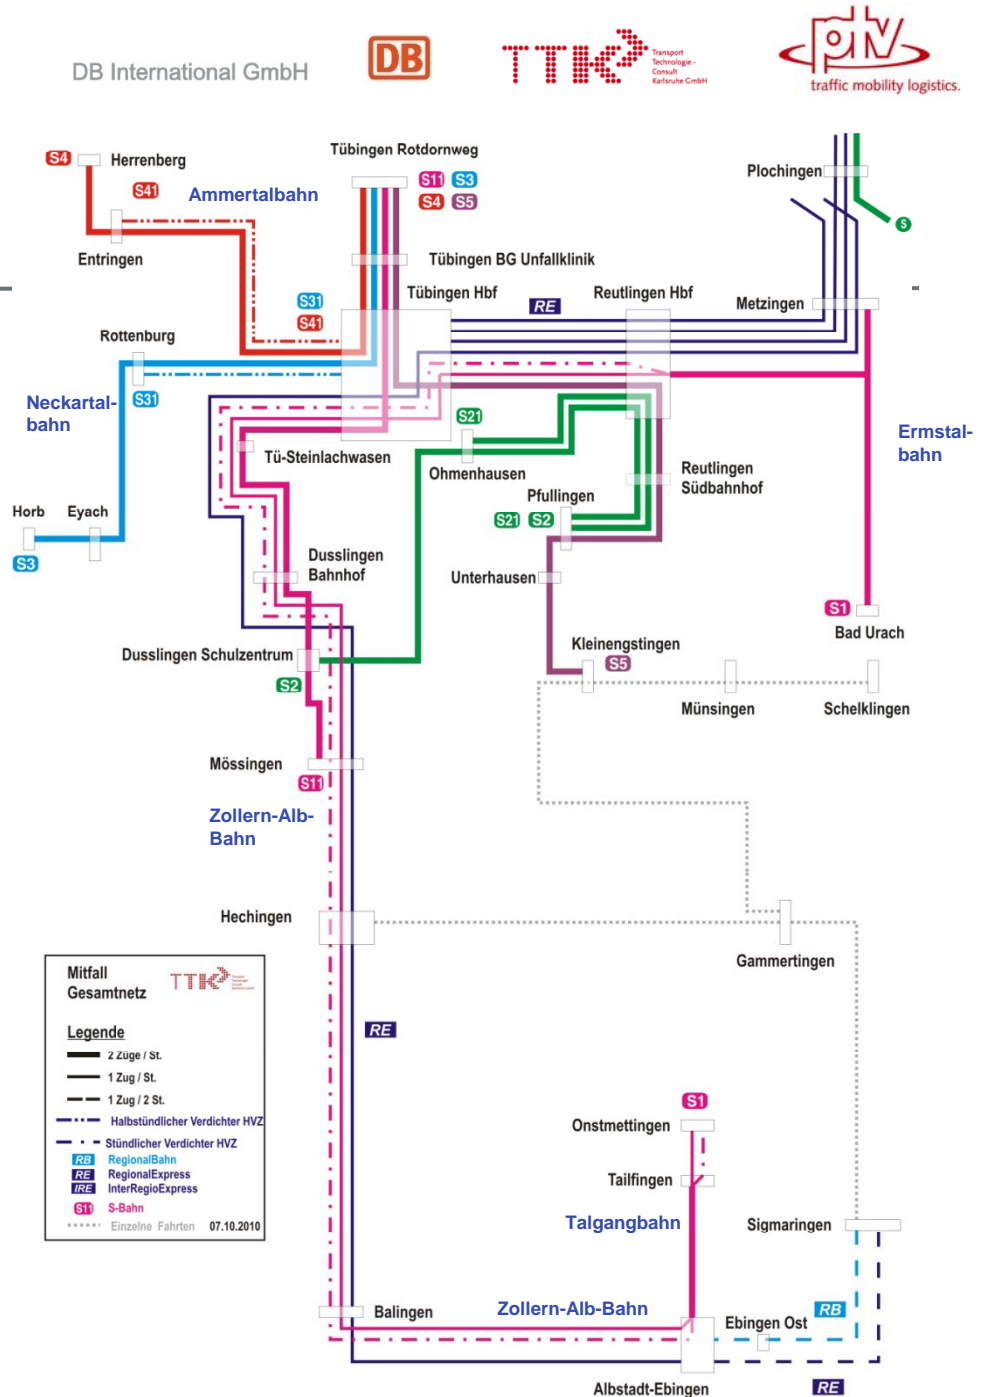 DB International GmbH
DB
TTK
Transport
Technologie -
Consult
Karlsruhe GmbH
ptv
traffic mobility logistics.
Tübingen Rotdornweg
S4
Herrenberg
S11 S3
S4 S5
Plochingen
S41
Ammertalbahn
S
Entringen
Tübingen BG Unfallklinik
S31
S41
Tübingen Hbf
RE
Reutlingen Hbf
Metzingen
Rottenburg
S31
Neckartal-
bahn
S21
Ermstal-
bahn
Tü-Steinlachwasen
Ohmenhausen
Reutlingen
Südbahnhof
Pfullingen
S21 S2
Horb
Eyach
S3
Dusslingen
Bahnhof
Unterhausen
S1
Bad Urach
Kleinengstingen
S5
Dusslingen Schulzentrum
S2
Münsingen
Schelklingen
Mössingen
S11
Zollern-Alb-
Bahn
Hechingen
Gammertingen
Mitfall
Gesamtnetz
TTK
Legende
2 Züge / St.
1 Zug / St.
1 Zug / 2 St.
Halbstündlicher Verdichter HVZ
Stündlicher Verdichter HVZ
RB RegionalBahn
RE RegionalExpress
IRE InterRegioExpress
S11 S-Bahn
Einzelne Fahrten 07.10.2010
RE
S1
Onstmettingen
Tailfingen
Talgangbahn
Sigmaringen
Balingen
Zollern-Alb-Bahn
RB
Ebingen Ost
Albstadt-Ebingen
RE